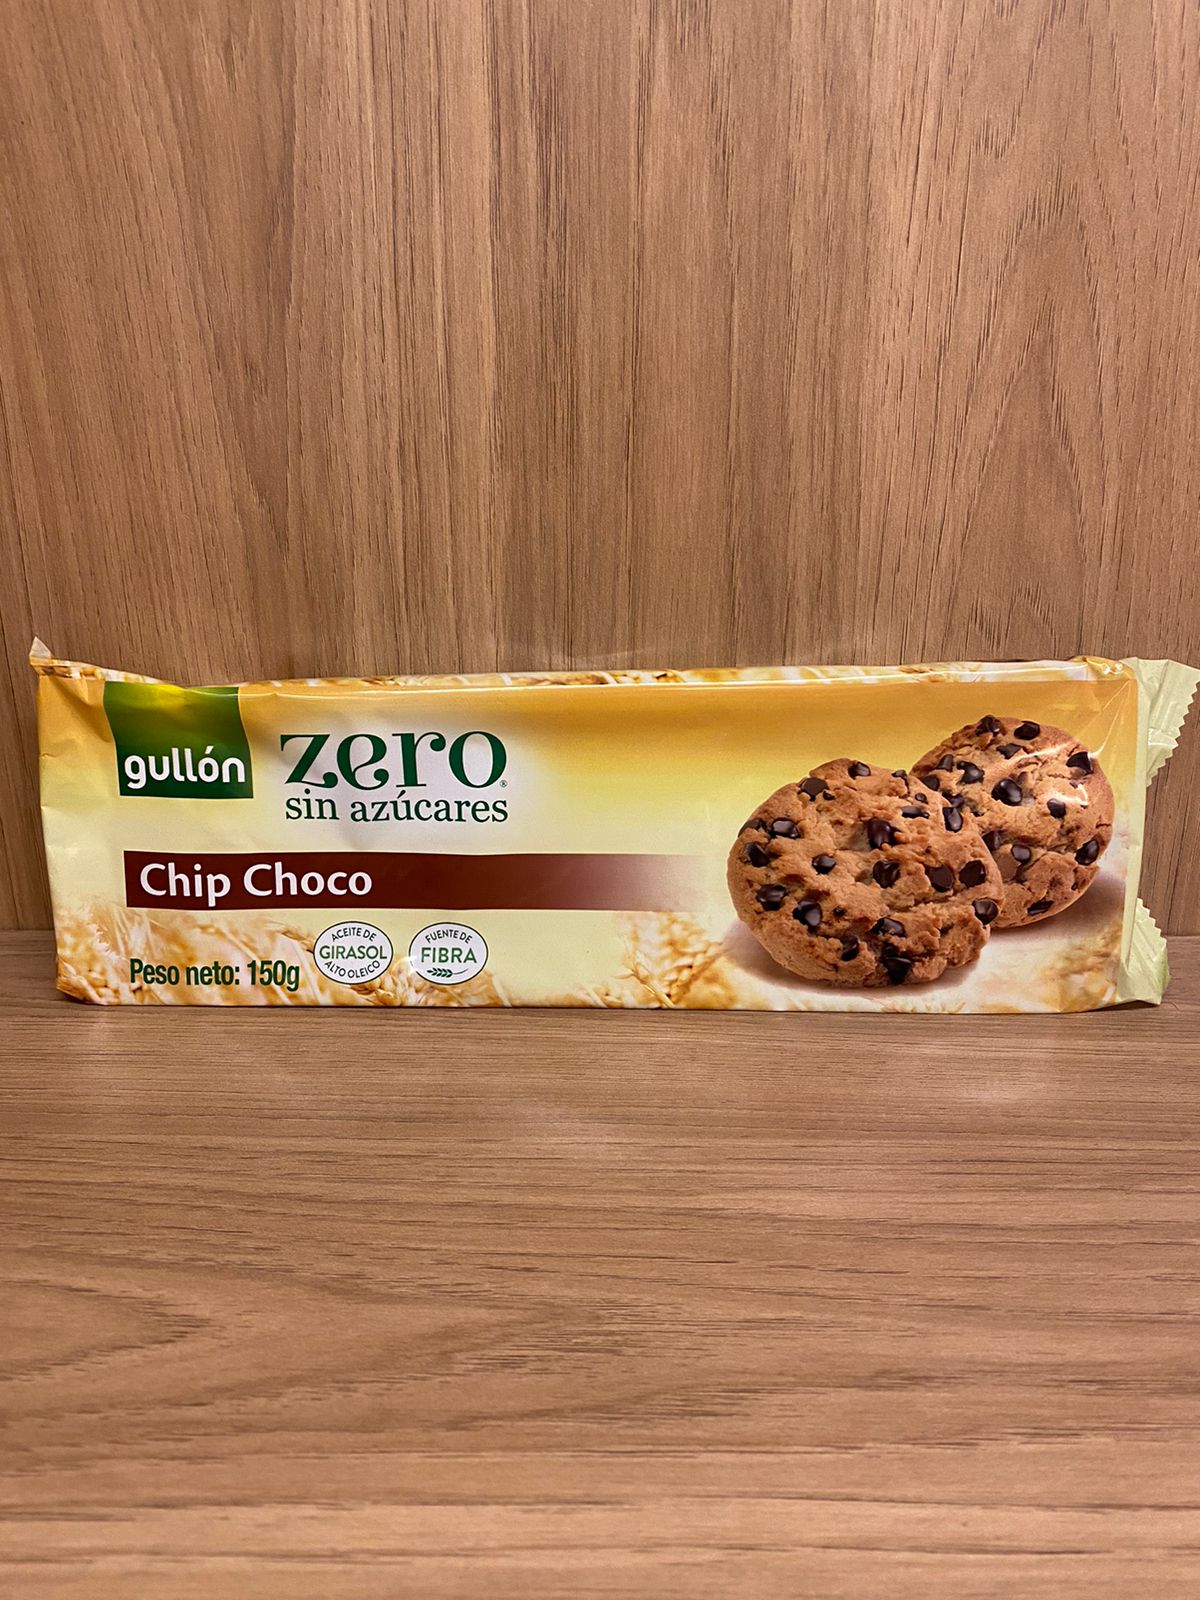 gullón
zero®
sin azúcares
Chip Choco
Peso neto: 150g
ACEITE DE
GIRASOL
ALTO OLEICO
FUENTE DE
FIBRA